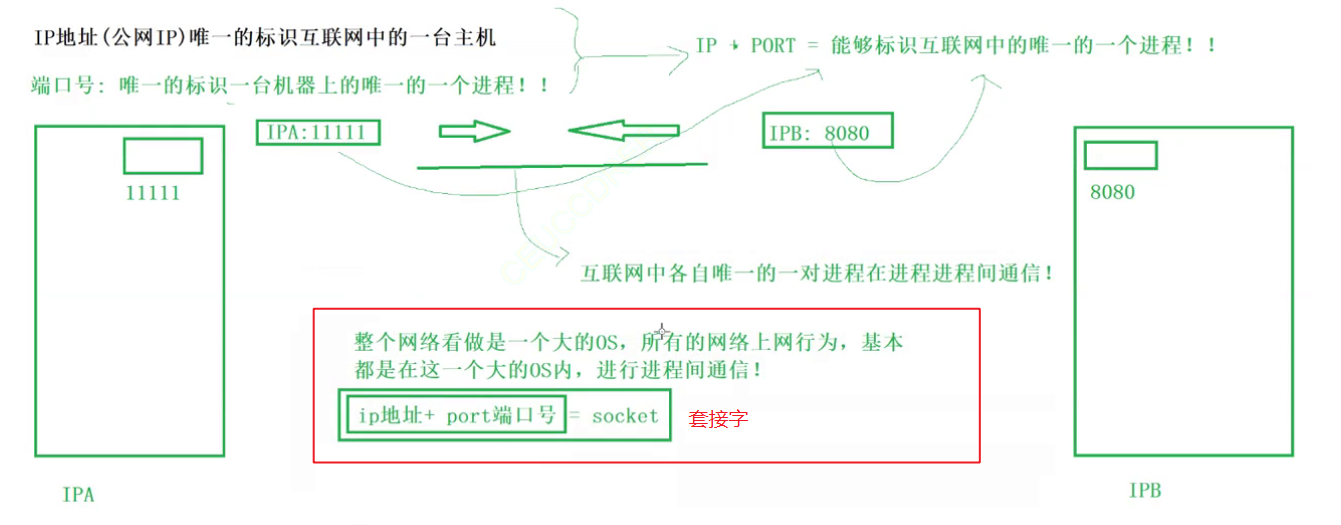 IP地址(公网IP)唯一的标识互联网中的一台主机
IP + PORT = 能够标识互联网中的唯一的一个进程！！
端口号: 唯一的标识一台机器上的唯一的一个进程！！
IPA:11111
IPB: 8080
11111
8080
互联网中各自唯一的一对进程在进程进程间通信！
整个网络看做是一个大的OS，所有的网络上网行为，基本
都是在这一个大的OS内，进行进程间通信！
ip地址+ port端口号 = socket 套接字
IPA
IPB